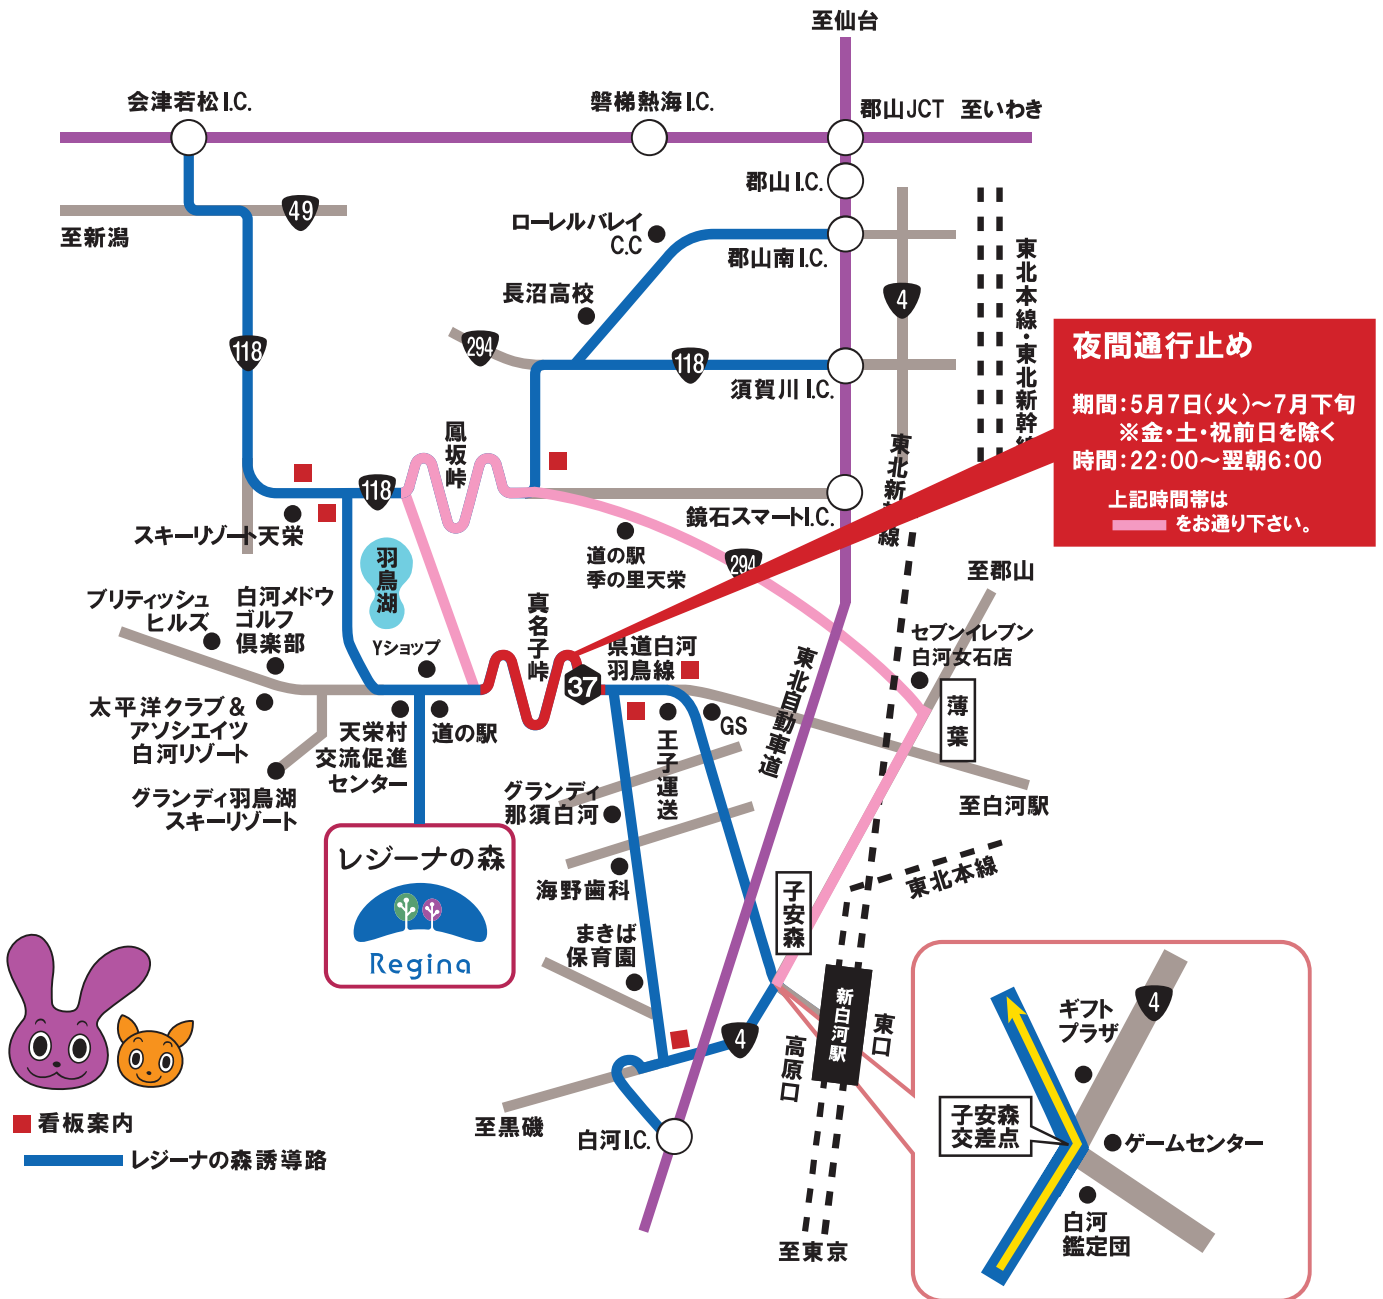 至仙台
会津若松I.C.
磐梯熱海I.C.
郡山JCT 至いわき
郡山I.C.
49
至新潟
ローレルバレイ
C.C
郡山南I.C.
東北本線・東北新幹線
長沼高校
4
118
294
118
須賀川I.C.
夜間通行止め
期間:5月7日(火)〜7月下旬
※金・土・祝前日を除く
時間:22:00〜翌朝6:00
上記時間帯は
をお通り下さい。
鳳坂峠
東北新幹線
118
スキーリゾート天栄
鏡石スマートI.C.
羽鳥湖
道の駅
季の里天栄
294
至郡山
ブリティッシュ
ヒルズ
白河メドウ
ゴルフ
倶楽部
Yショップ
真名子峠
県道白河
羽鳥線
37
セブンイレブン
白河女石店
薄葉
東北自動車道
太平洋クラブ&
アソシエイツ
白河リゾート
天栄村
交流促進
センター
道の駅
王子運送
GS
グランディ羽鳥湖
スキーリゾート
グランディ
那須白河
至白河駅
レジーナの森
Regina
海野歯科
東北本線
子安森
まきば
保育園
新白河駅
東口
高原口
4
至黒磯
白河I.C.
至東京
看板案内
レジーナの森誘導路
4
ギフト
プラザ
子安森
交差点
ゲームセンター
白河
鑑定団